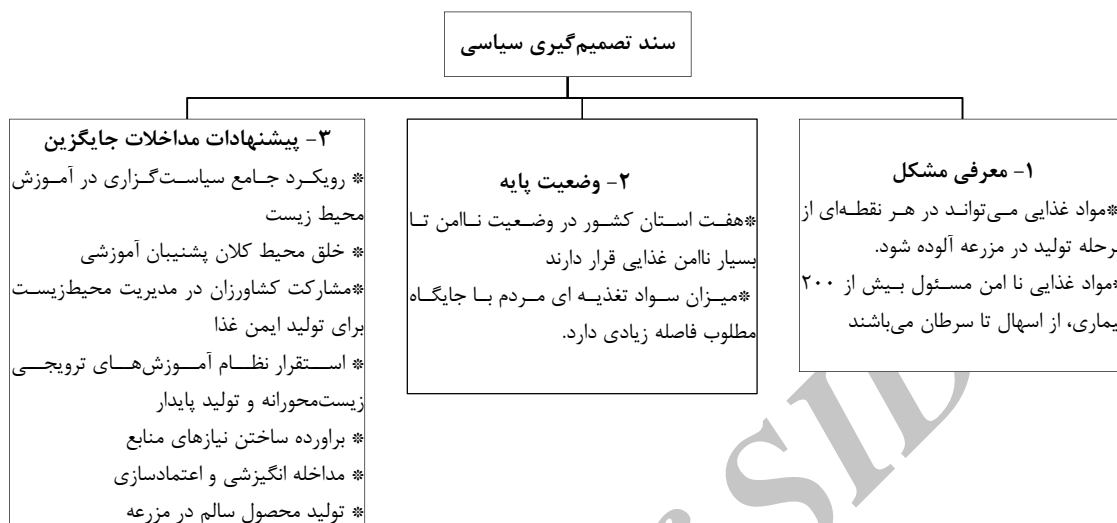 سند تصمیم‌گیری سیاسی
۱- معرفی مشکل
*مواد غذایی می‌تواند در هر نقطه‌ای از
رحله تولید در مزرعه آلوده شود.
*مواد غذایی نا امن مسئول بیش از ۲۰۰
یماری، از اسهال تا سرطان می‌باشند
۲- وضعیت پایه
*هفت استان کشور در وضعیت ناامن تا
بسیار ناامن غذایی قرار دارند
*میزان سواد تغذیه ای مردم با جایگاه
مطلوب فاصله زیادی دارد.
۳- پیشنهادات مداخلات جایگزین
* رویکرد جامع سیاست‌گزاری در آموزش
محیط زیست
* خلق محیط کلان پشنیبان آموزشی
*مشارکت کشاورزان در مدیریت محیط‌زیست
برای تولید ایمن غذا
* استقرار نظام آموزش‌های ترویجی
زیست‌محورانه و تولید پایدار
* براورده ساختن نیازهای منابع
* مداخله انگیزشی و اعتمادسازی
* تولید محصول سالم در مزرعه
SID